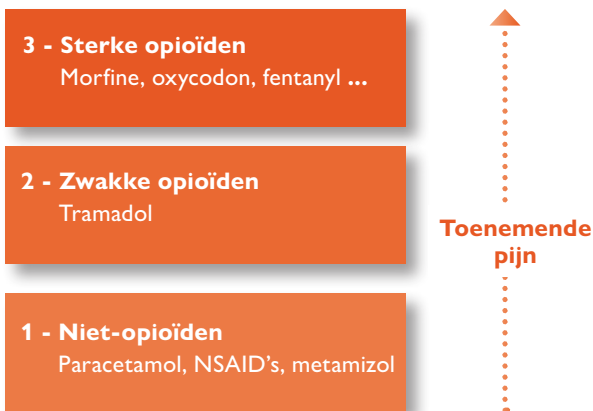 3 - Sterke opioïden
Morfine, oxycodon, fentanyl ...
2 - Zwakke opioïden
Tramadol
Toenemende
pijn
1 - Niet-opioïden
Paracetamol, NSAID's, metamizol